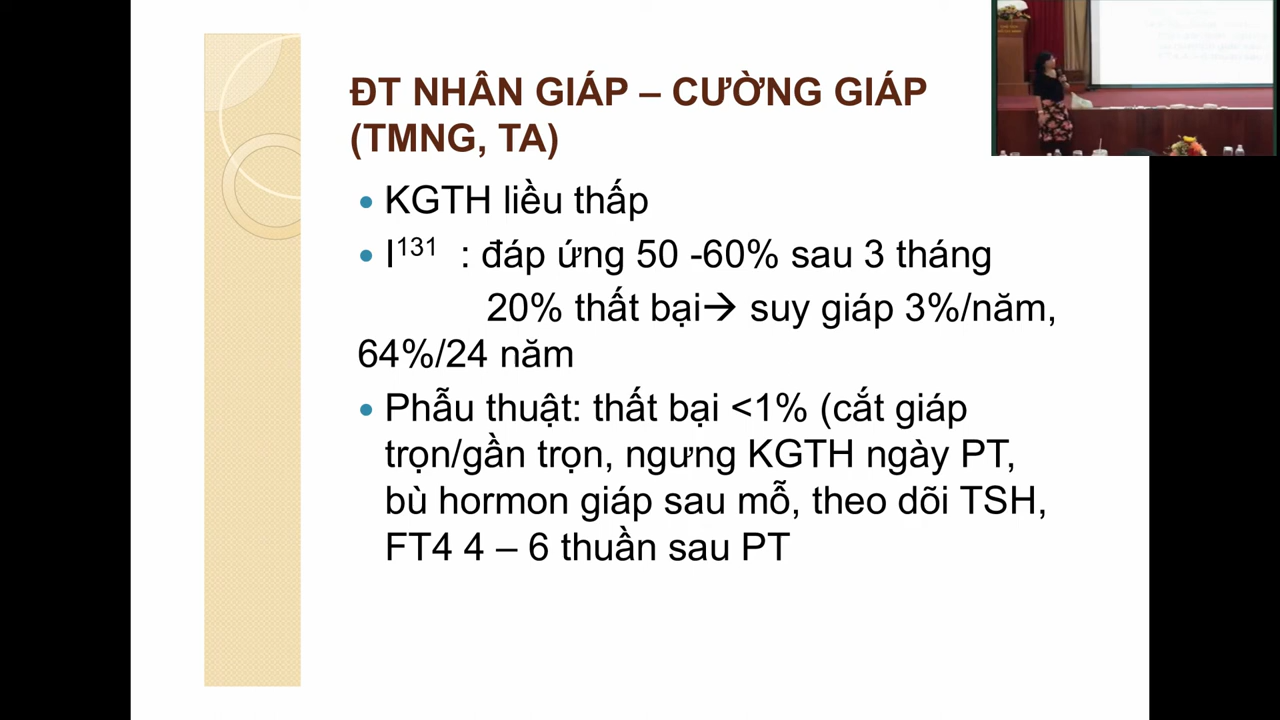 ĐT NHÂN GIÁP – CƯỜNG GIÁP
(TMNG, TA)
• KGTH liều thấp
• I¹³¹ : đáp ứng 50 -60% sau 3 tháng
20% thất bại→ suy giáp 3%/năm,
64%/24 năm
• Phẫu thuật: thất bại <1% (cắt giáp
trọn/gần trọn, ngưng KGTH ngày PT,
bù hormon giáp sau mỗ, theo dõi TSH,
FT4 4 – 6 thuần sau PT